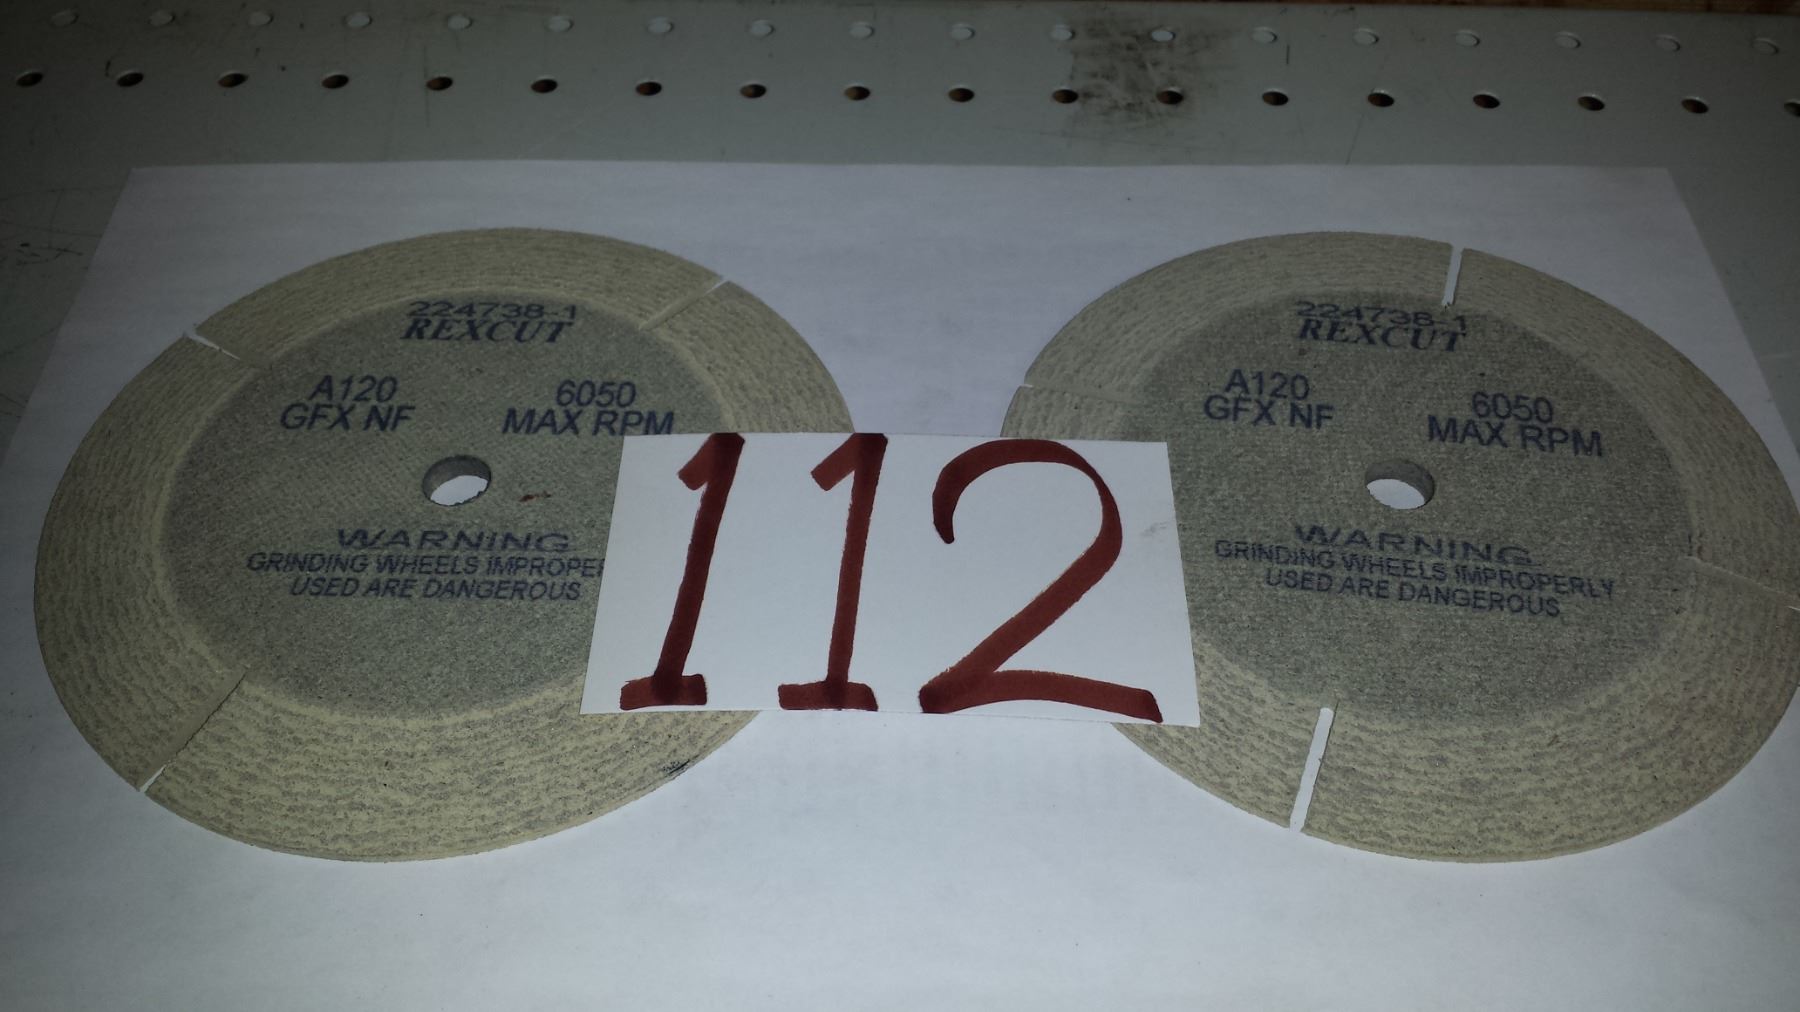 224738-1
REXCUT
A120
GFX NF
6050
MAX RPM
WARNING
GRINDING WHEELS IMPROPER
USED ARE DANGEROUS
112
224738-1
REXCUT
A120
GFX NF
6050
MAX RPM
WARNING
GRINDING WHEELS IMPROPERLY
USED ARE DANGEROUS